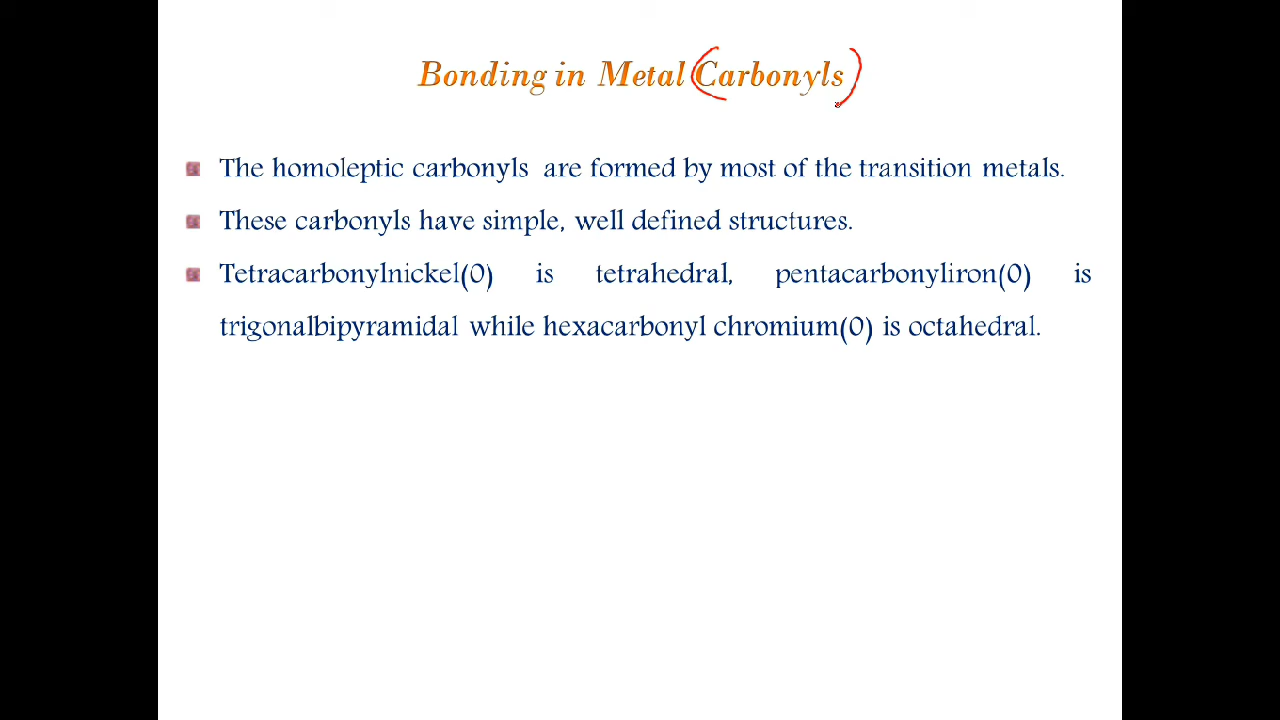 Bonding in Metal Carbonyls
The homoleptic carbonyls are formed by most of the transition metals.
These carbonyls have simple, well defined structures.
Tetracarbonylnickel(0) is tetrahedral, pentacarbonyliron(0) is
trigonalbipyramidal while hexacarbonyl chromium(0) is octahedral.